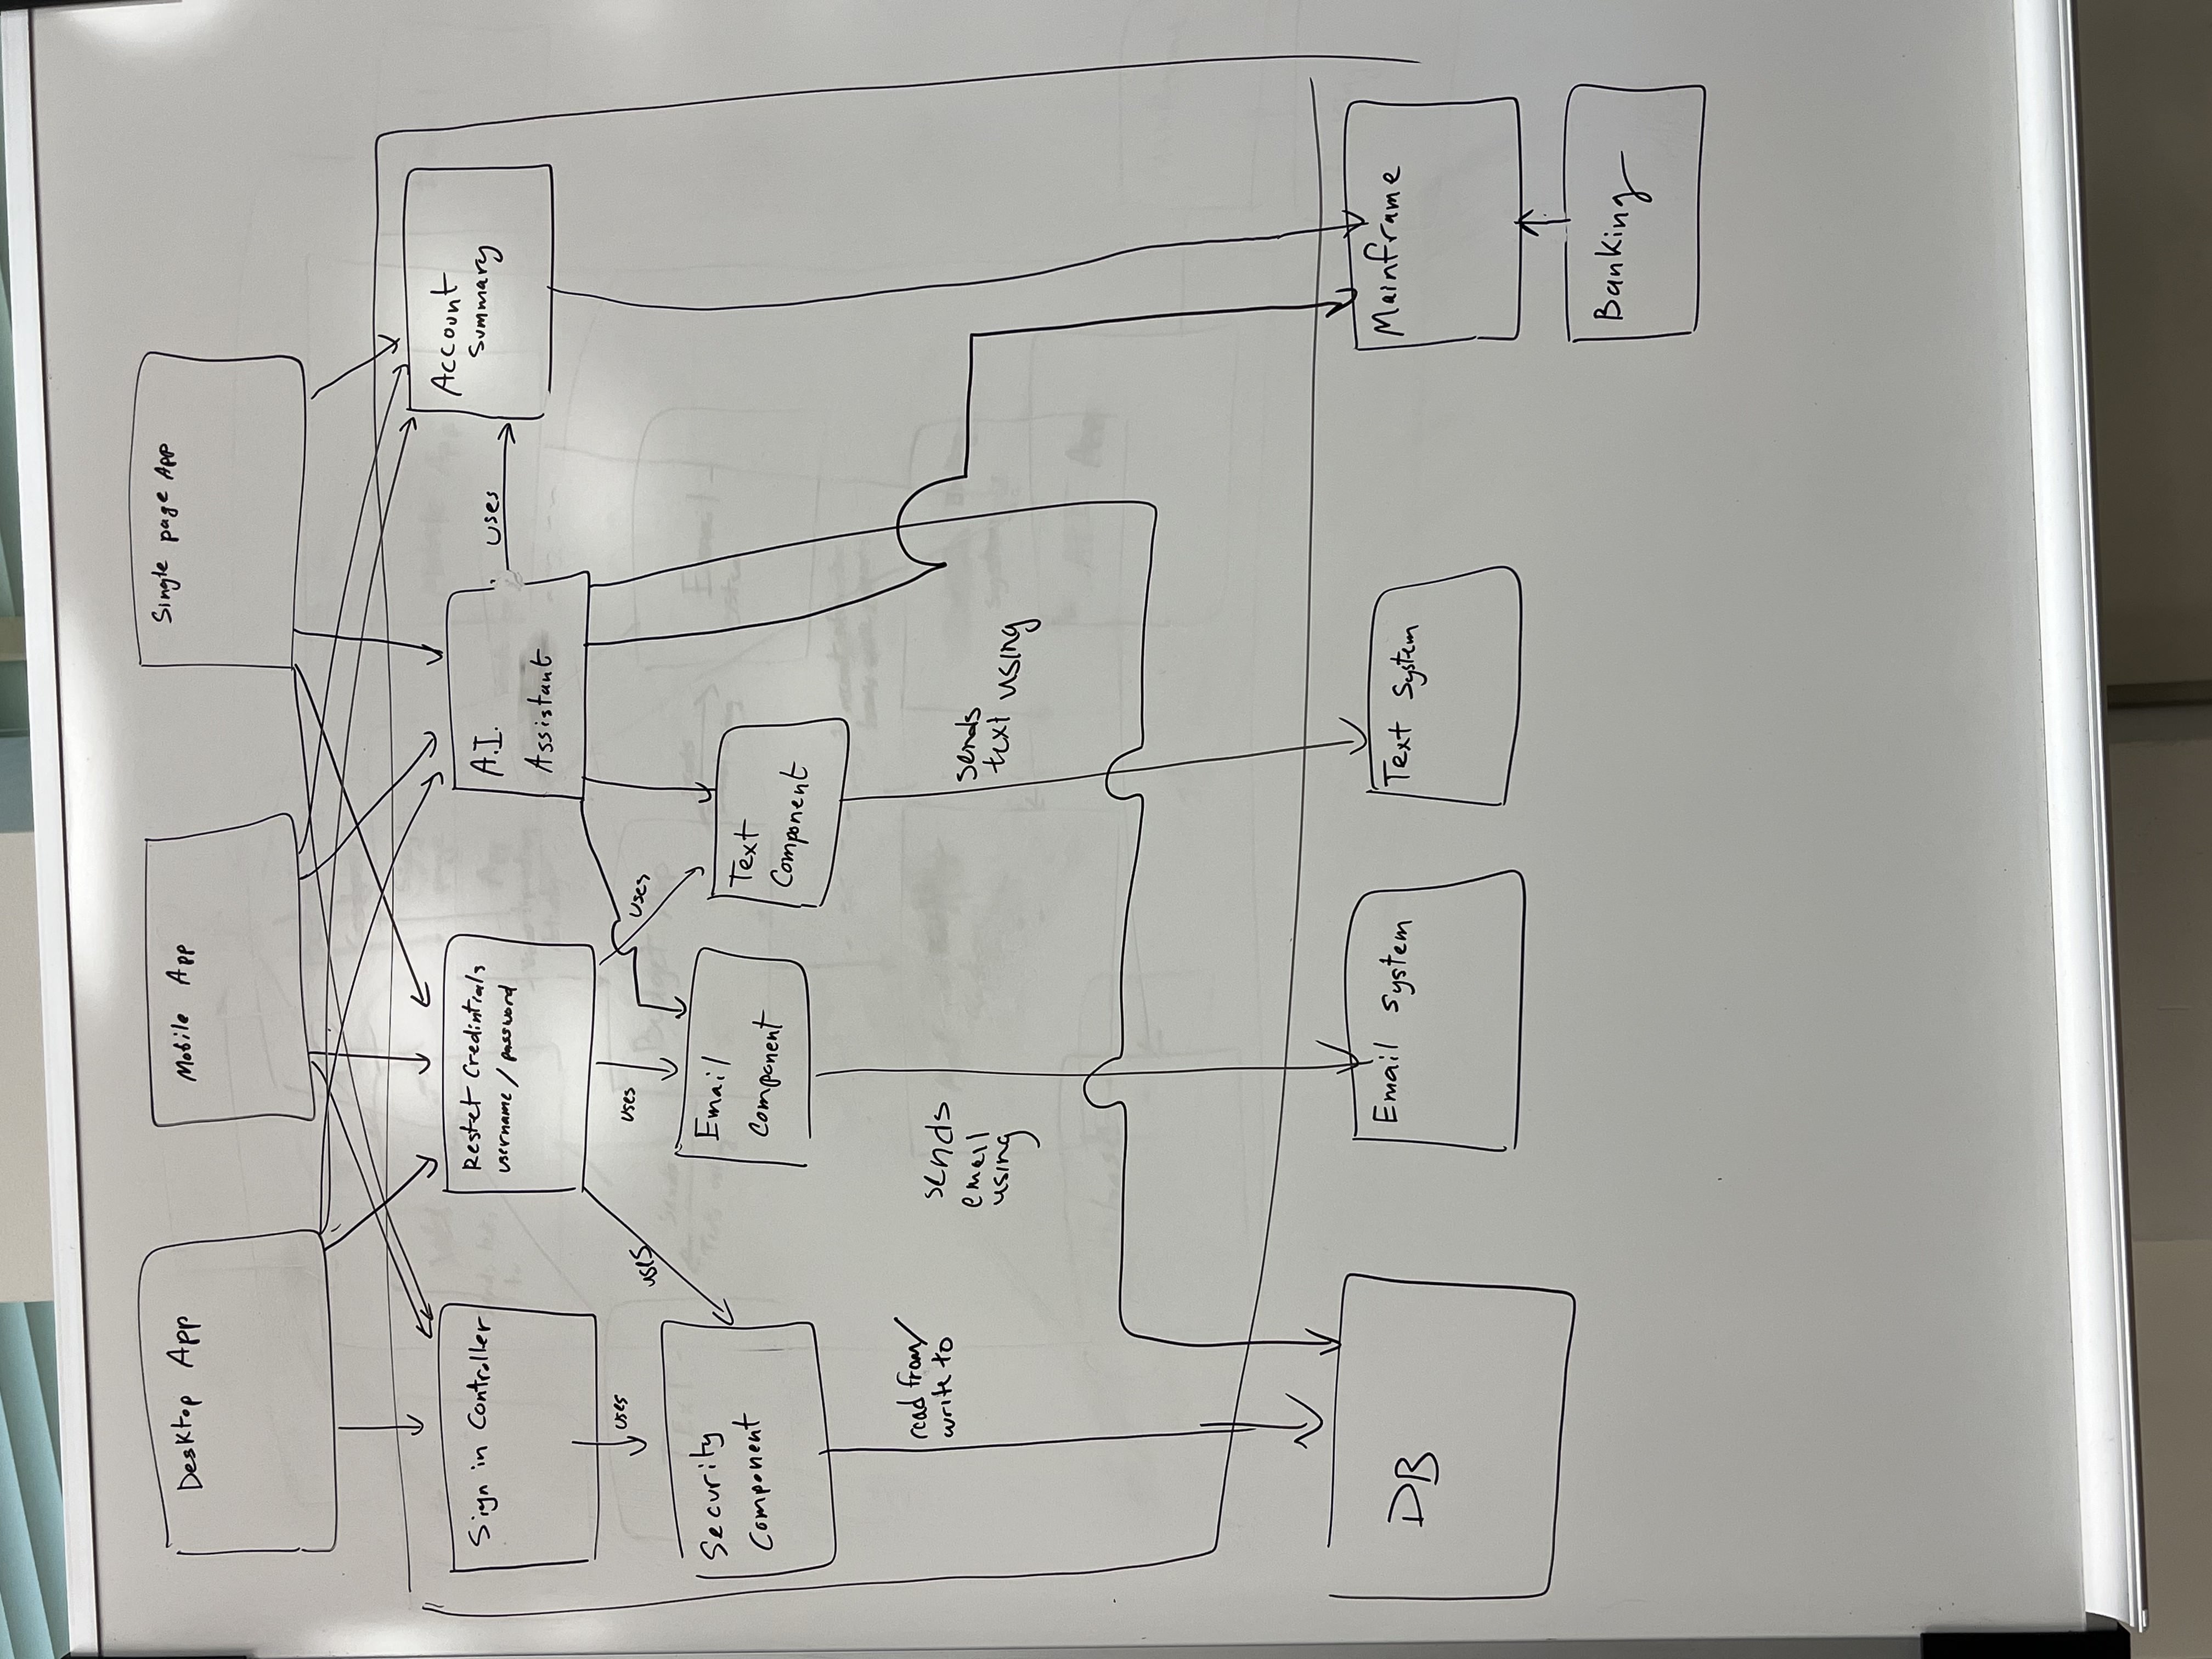 Desktop App
Mobile App
Single page App
Sign in Controller
Restet Credintials
username / password
A.I.
Assistant
uses
Account
Summary
uses
uses
uses
uses
Security
Component
Email
Component
Text
Component
read from/
write to
sends
email
using
sends
text using
DB
Email system
Text System
Mainframe
Banking